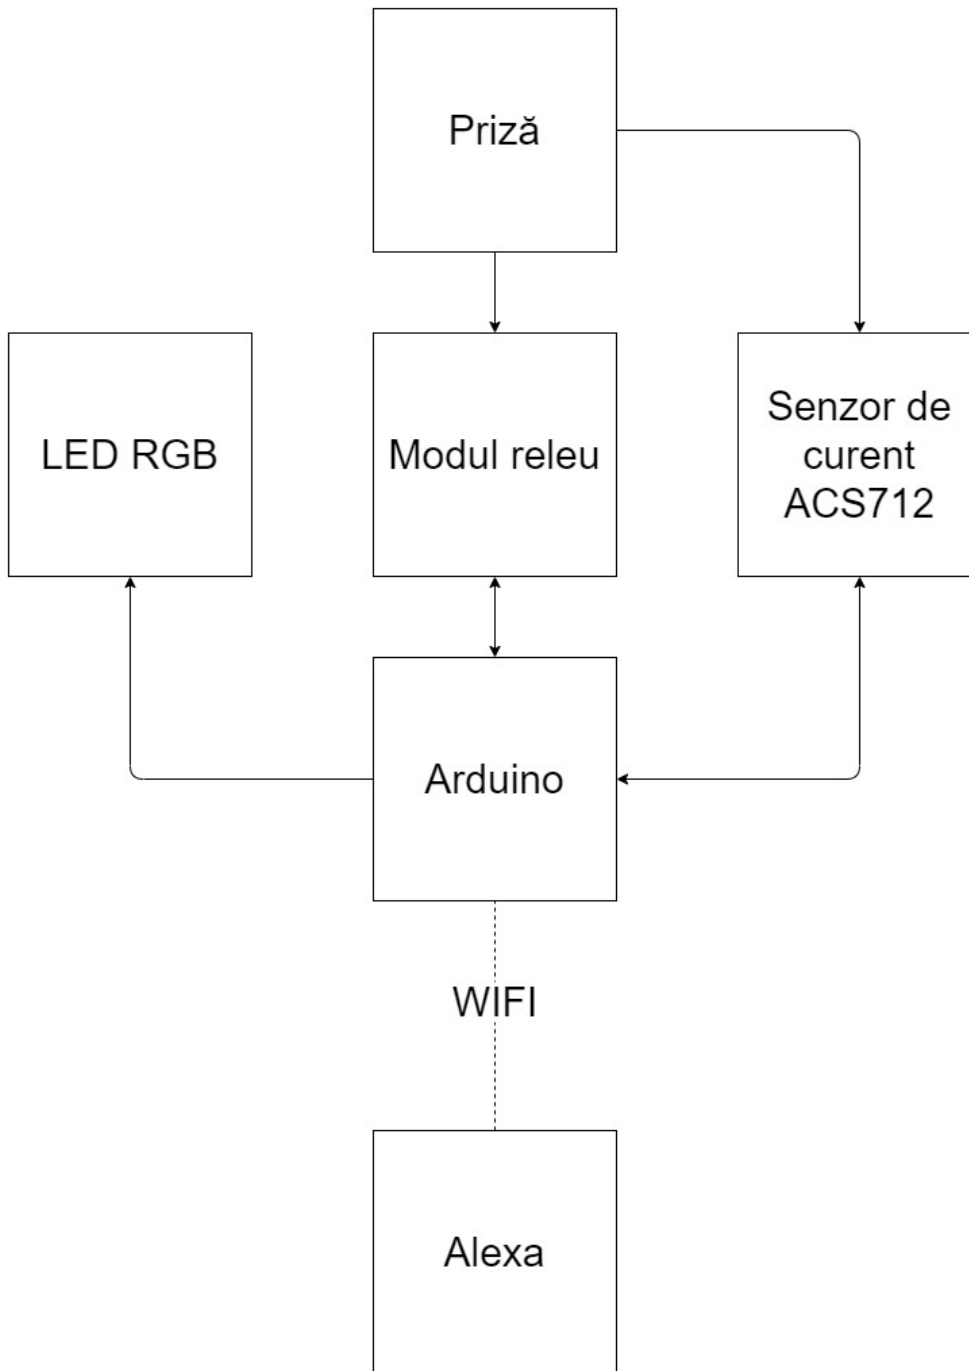 Priză
LED RGB
Modul releu
Senzor de
curent
ACS712
Arduino
WIFI
Alexa